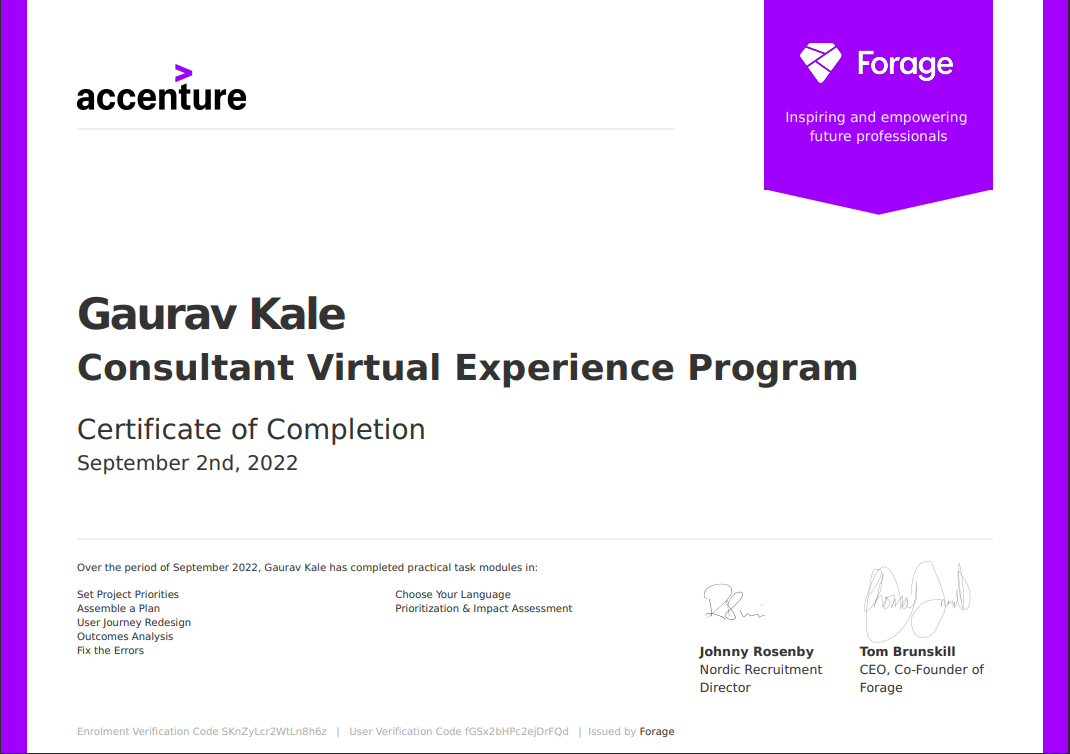 accenture
Forage
Inspiring and empowering
future professionals
Gaurav Kale
Consultant Virtual Experience Program
Certificate of Completion
September 2nd, 2022
Over the period of September 2022, Gaurav Kale has completed practical task modules in:
Set Project Priorities
Assemble a Plan
User Journey Redesign
Outcomes Analysis
Fix the Errors
Choose Your Language
Prioritization & Impact Assessment
Johnny Rosenby
Nordic Recruitment
Director
Tom Brunskill
CEO, Co-Founder of
Forage
Enrolment Verification Code SKnZyLcr2WtLn8h6z | User Verification Code fGSx2bHPc2ejDrFQd | Issued by Forage